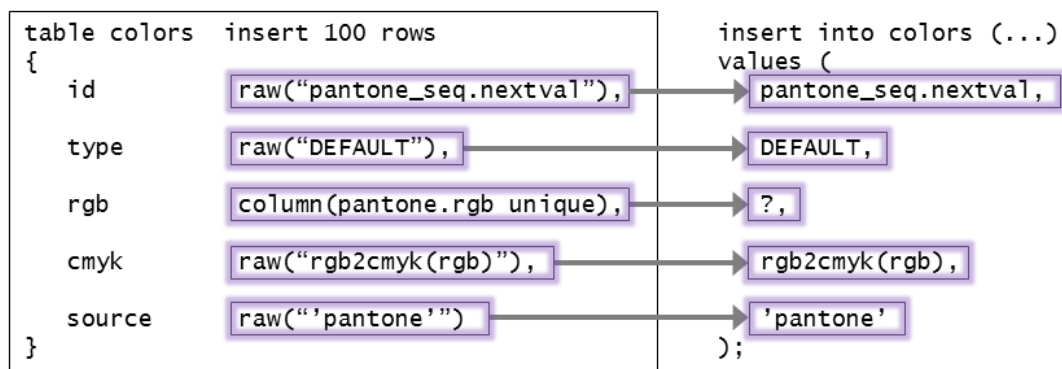 table colors insert 100 rows
{
id raw(“pantone_seq.nextval”),
type raw(“DEFAULT”),
rgb column(pantone.rgb unique),
cmyk raw(“rgb2cmyk(rgb)”),
source raw(“’pantone’”)
}
insert into colors (...)
values (
pantone_seq.nextval,
DEFAULT,
?,
rgb2cmyk(rgb),
’pantone’
);